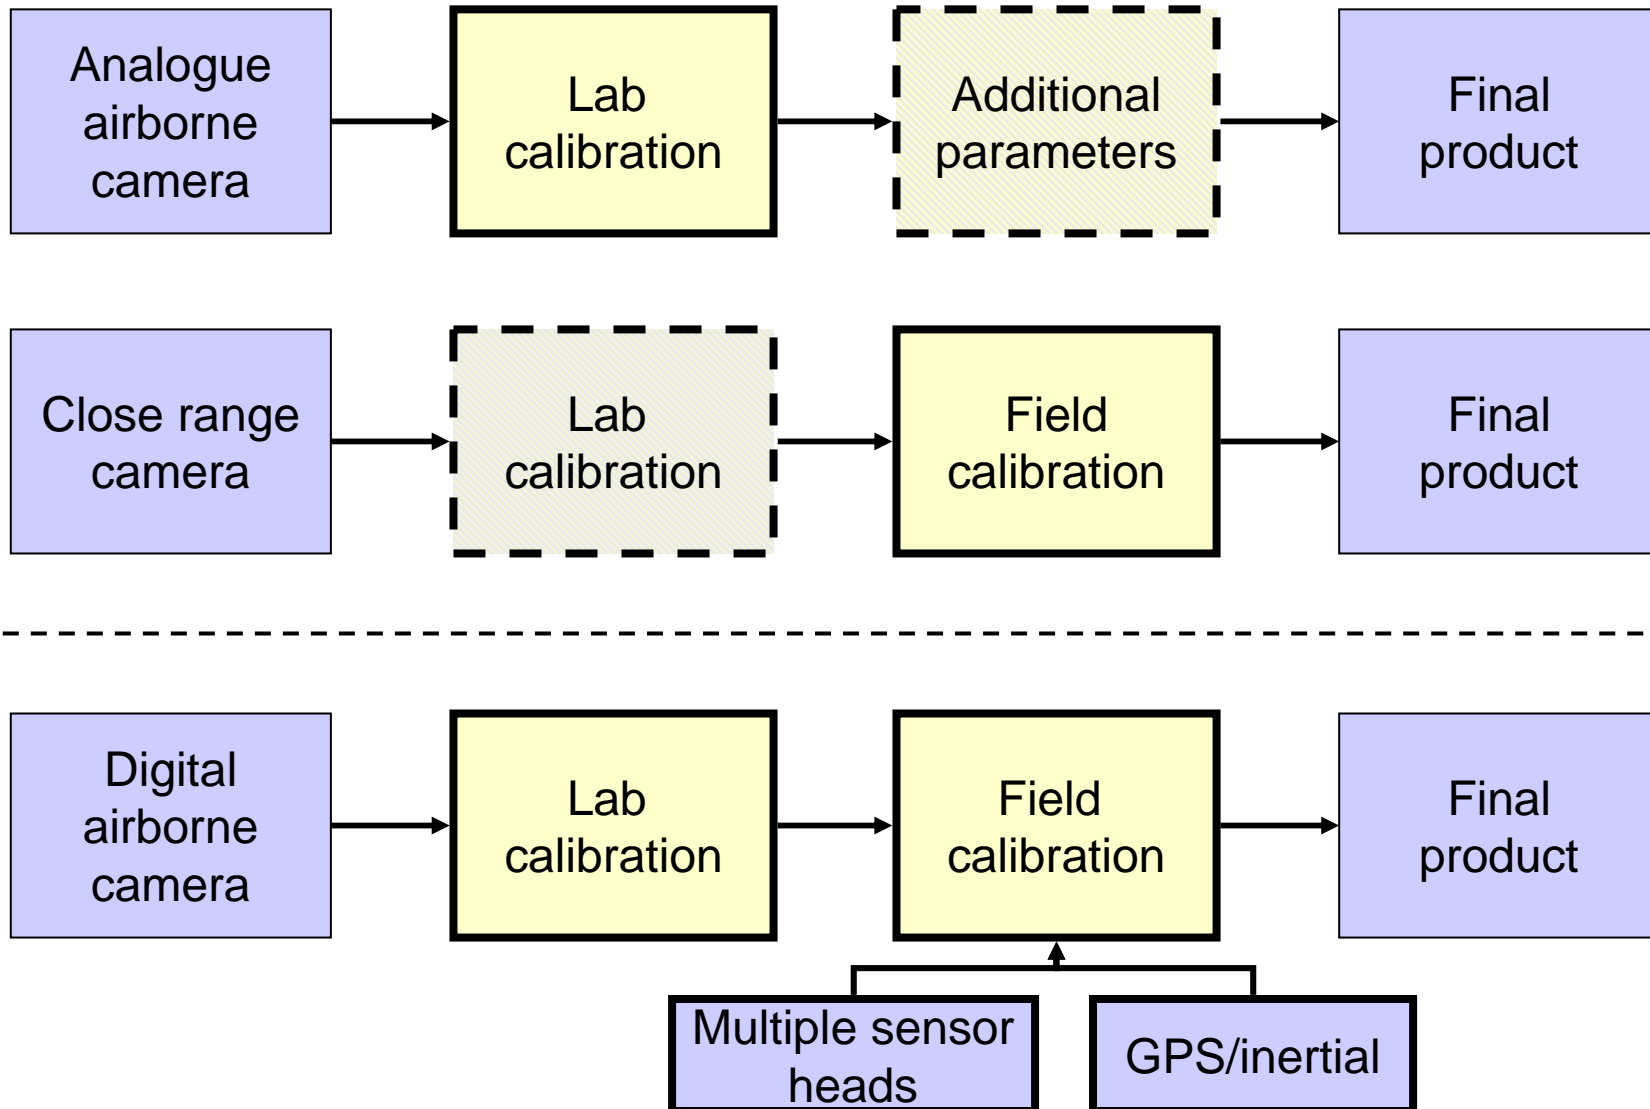 Analogue
airborne
camera
Lab
calibration
Additional
parameters
Final
product
Close range
camera
Lab
calibration
Field
calibration
Final
product
Digital
airborne
camera
Lab
calibration
Field
calibration
Final
product
Multiple sensor
heads
GPS/inertial